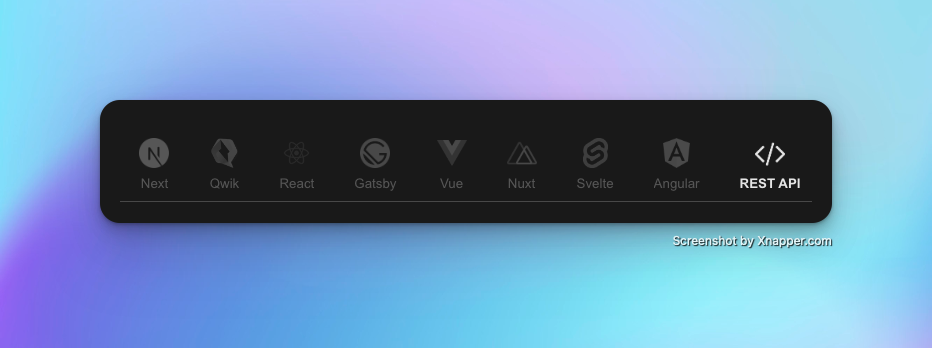 Next Qwik React Gatsby Vue Nuxt Svelte Angular REST API
Screenshot by Xnapper.com